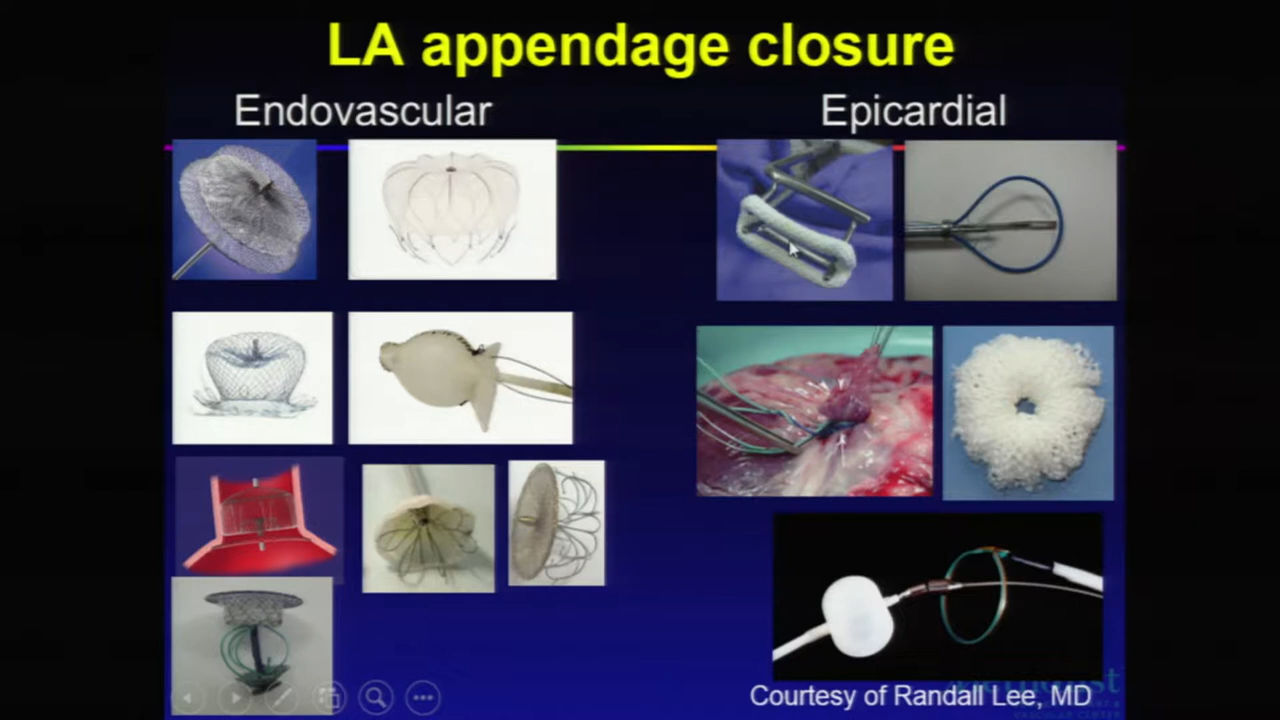 LA appendage closure
Endovascular
Epicardial
Courtesy of Randall Lee, MD